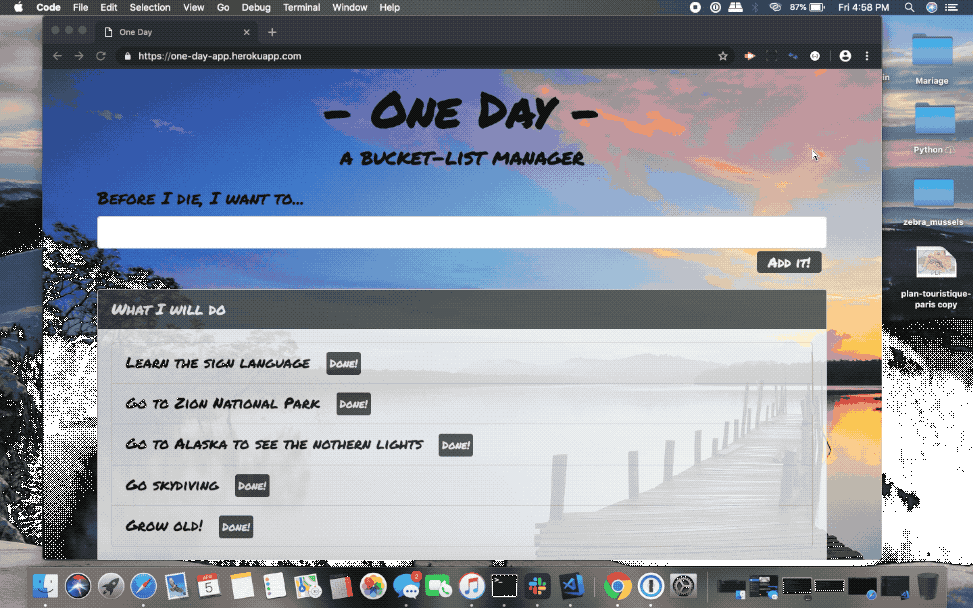 Code File Edit Selection View Go Debug Terminal Window Help 87% Fri 4:58 PM
One Day
https://one-day-app.herokuapp.com
- One Day -
a bucket-list manager
Before I die, I want to...
Add it!
What I will do
Learn the sign language Done!
Go to Zion National Park Done!
Go to Alaska to see the nothern lights Done!
Go skydiving Done!
Grow old! Done!
in
Mariage
Python
zebra_mussels
plan-touristique-
paris copy
APR
5
2